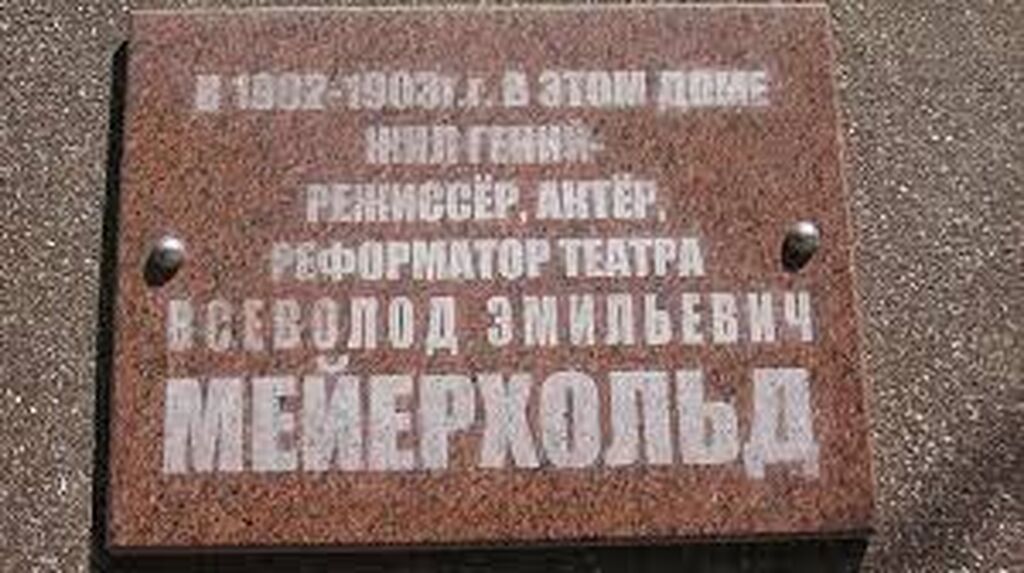 В 1902-1903г.г. В ЭТОМ ДОМЕ
ЖИЛ ГЕНИЙ-
РЕЖИССЁР, АКТЁР,
РЕФОРМАТОР ТЕАТРА
ВСЕВОЛОД ЭМИЛЬЕВИЧ
МЕЙЕРХОЛЬД